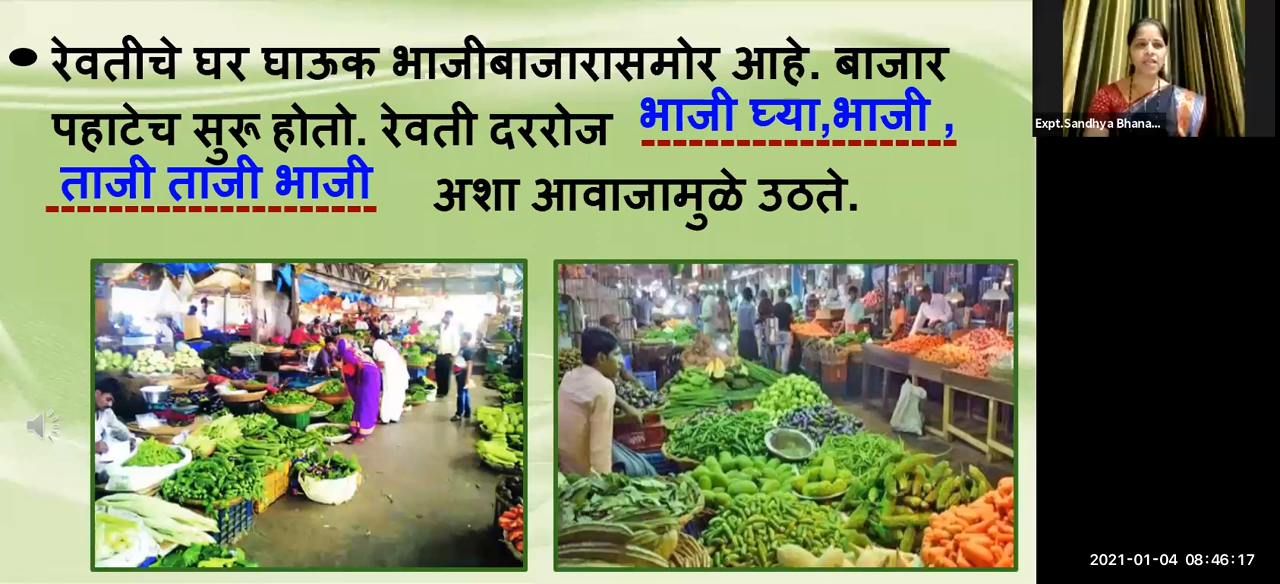 रेवतीचे घर घाऊक भाजीबाजारासमोर आहे. बाजार
पहाटेच सुरू होतो. रेवती दररोज भाजी घ्या,भाजी ,
ताजी ताजी भाजी अशा आवाजामुळे उठते.
Expt.Sandhya Bhana...
2021-01-04 08:46:17